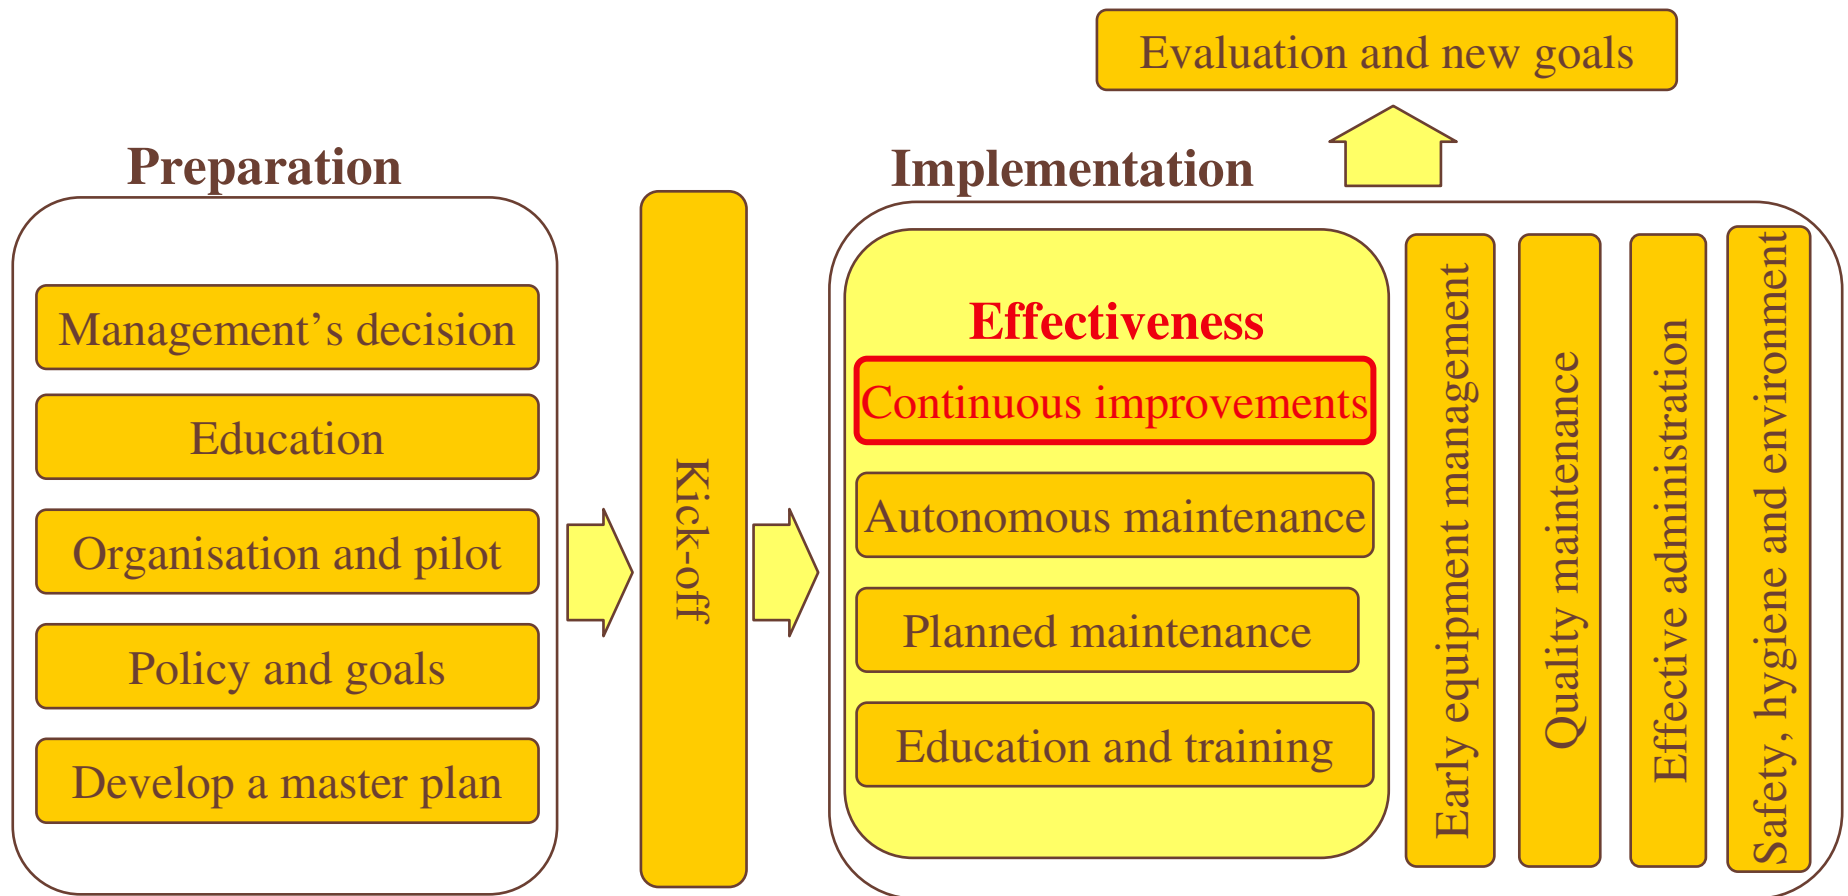 Evaluation and new goals
Preparation
Management’s decision
Education
Organisation and pilot
Policy and goals
Develop a master plan
Kick-off
Implementation
Effectiveness
Continuous improvements
Autonomous maintenance
Planned maintenance
Education and training
Early equipment management
Quality maintenance
Effective administration
Safety, hygiene and environment